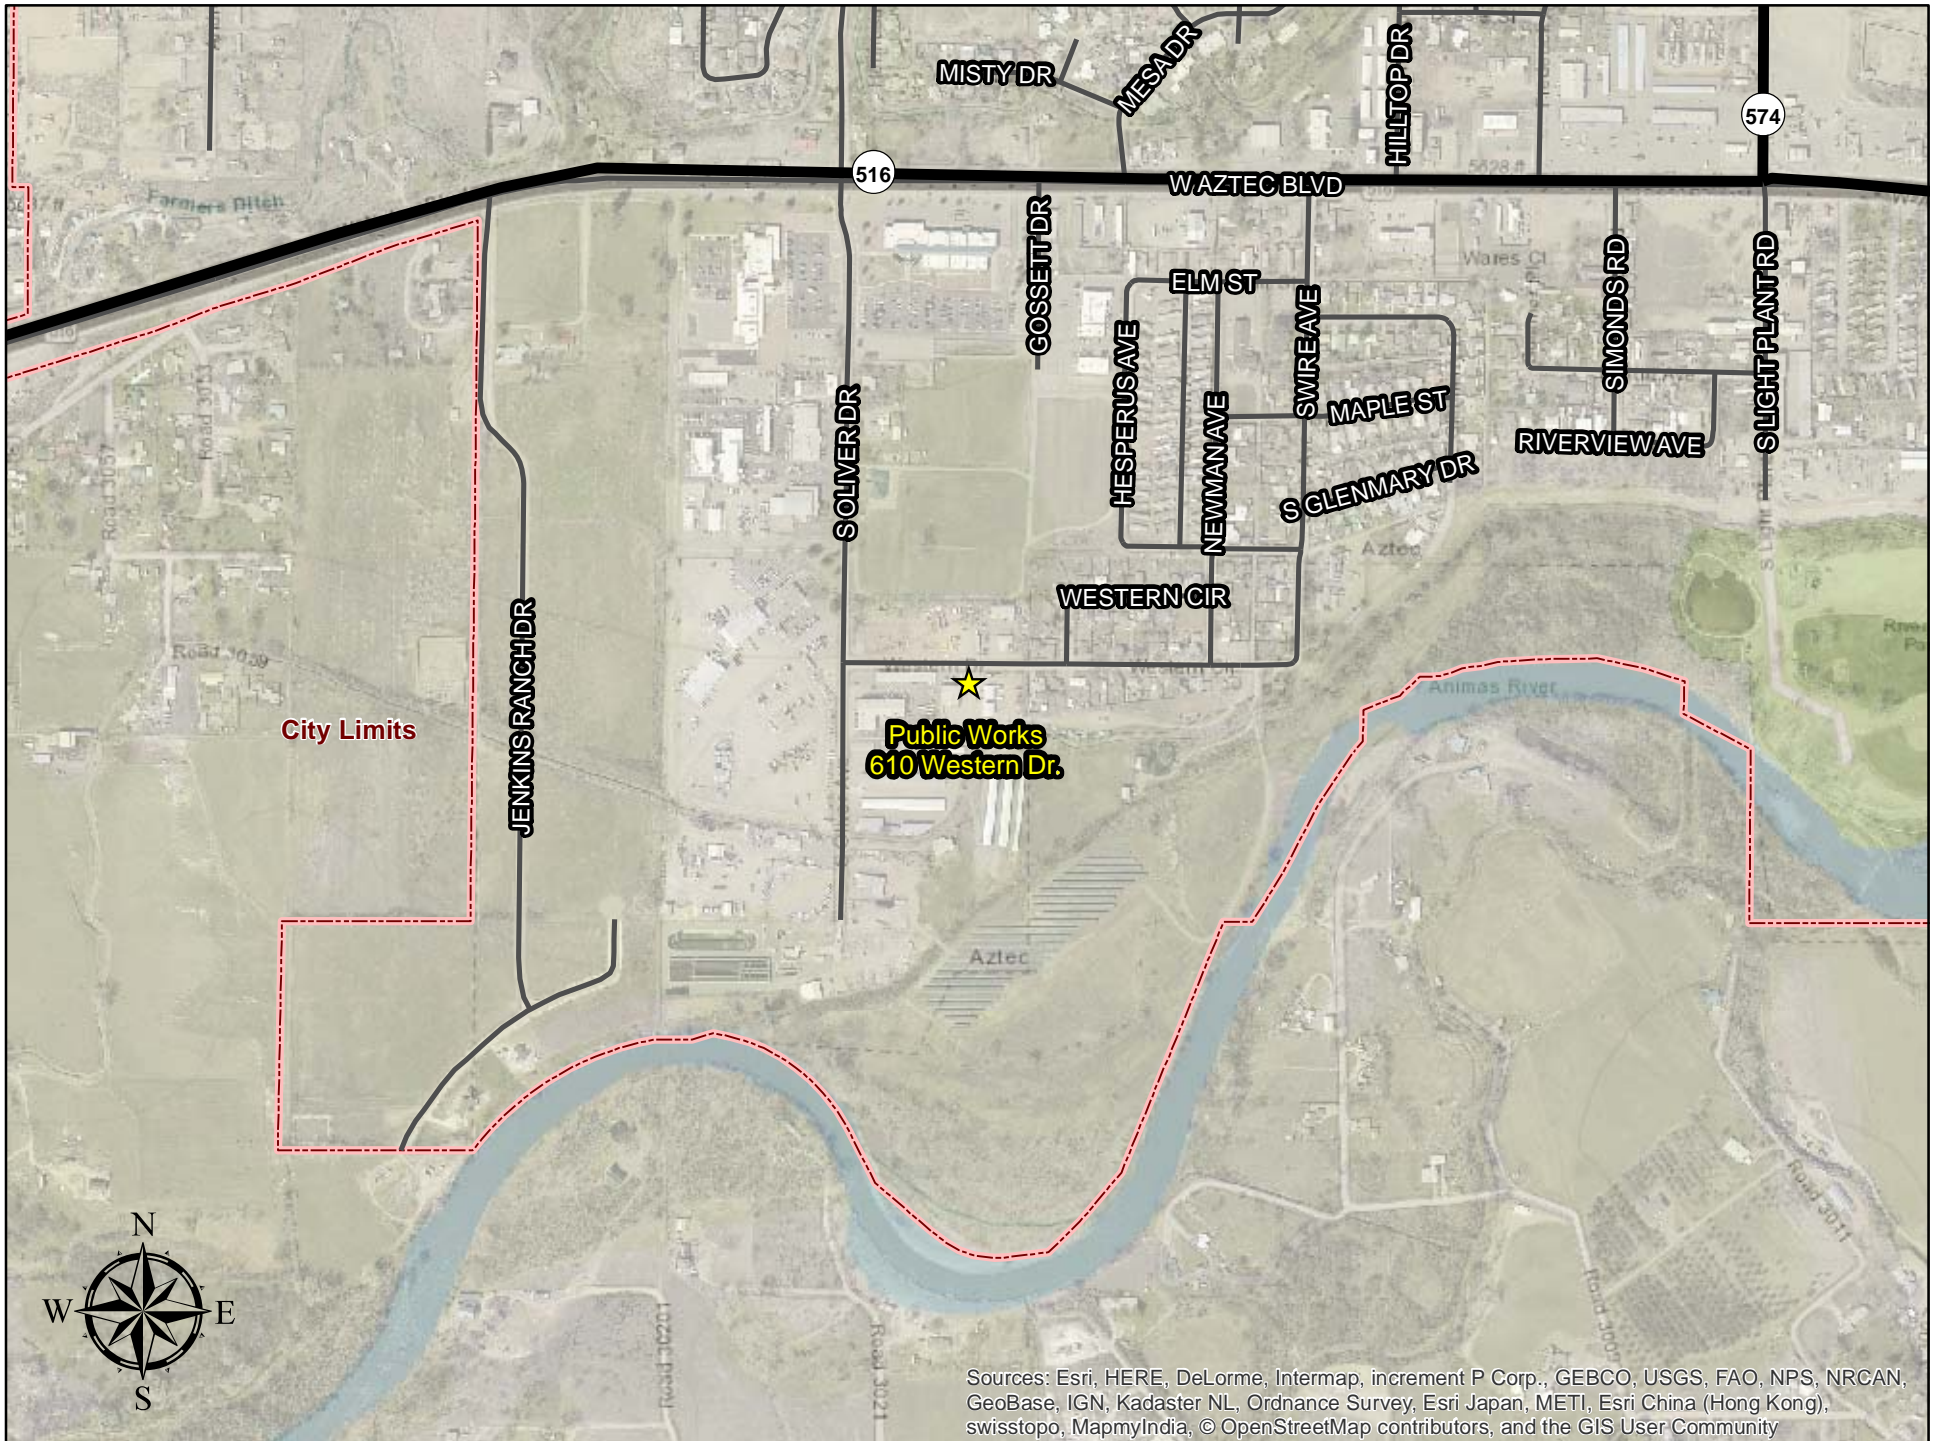 MISTY DR
MESA DR
HILLTOP DR
574
516
5628 ft
W AZTEC BLVD
Farmers Ditch
GOSSETT DR
ELM ST
Wares Ct
SIMONDS RD
S LIGHT PLANT RD
SWIRE AVE
HESPERUS AVE
MAPLE ST
NEWMAN AVE
S OLIVER DR
RIVERVIEW AVE
S GLENMARY DR
Road 3057
Aztec
WESTERN CIR
JENKINS RANCH DR
Road 3039
Western Dr
Animas River
City Limits
Public Works
610 Western Dr.
Aztec
Road 3011
Road 3021
N
W E
S
Sources: Esri, HERE, DeLorme, Intermap, increment P Corp., GEBCO, USGS, FAO, NPS, NRCAN,
GeoBase, IGN, Kadaster NL, Ordnance Survey, Esri Japan, METI, Esri China (Hong Kong),
swisstopo, MapmyIndia, © OpenStreetMap contributors, and the GIS User Community